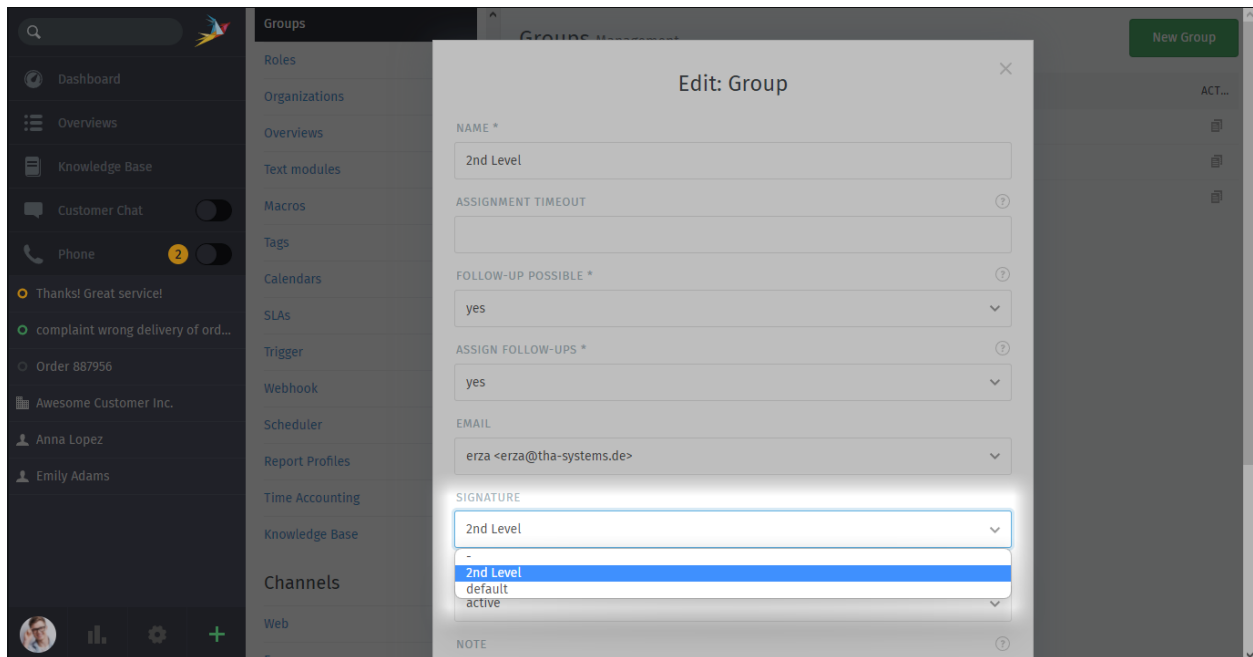 Dashboard
Overviews
Knowledge Base
Customer Chat
Phone 2
Thanks! Great service!
complaint wrong delivery of ord...
Order 887956
Awesome Customer Inc.
Anna Lopez
Emily Adams
Groups
Roles
Organizations
Overviews
Text modules
Macros
Tags
Calendars
SLAs
Trigger
Webhook
Scheduler
Report Profiles
Time Accounting
Knowledge Base
Channels
Web
Groups Management
New Group
ACT...
Edit: Group
NAME *
2nd Level
ASSIGNMENT TIMEOUT
FOLLOW-UP POSSIBLE *
yes
ASSIGN FOLLOW-UPS *
yes
EMAIL
erza <erza@tha-systems.de>
SIGNATURE
2nd Level
-
2nd Level
default
active
NOTE